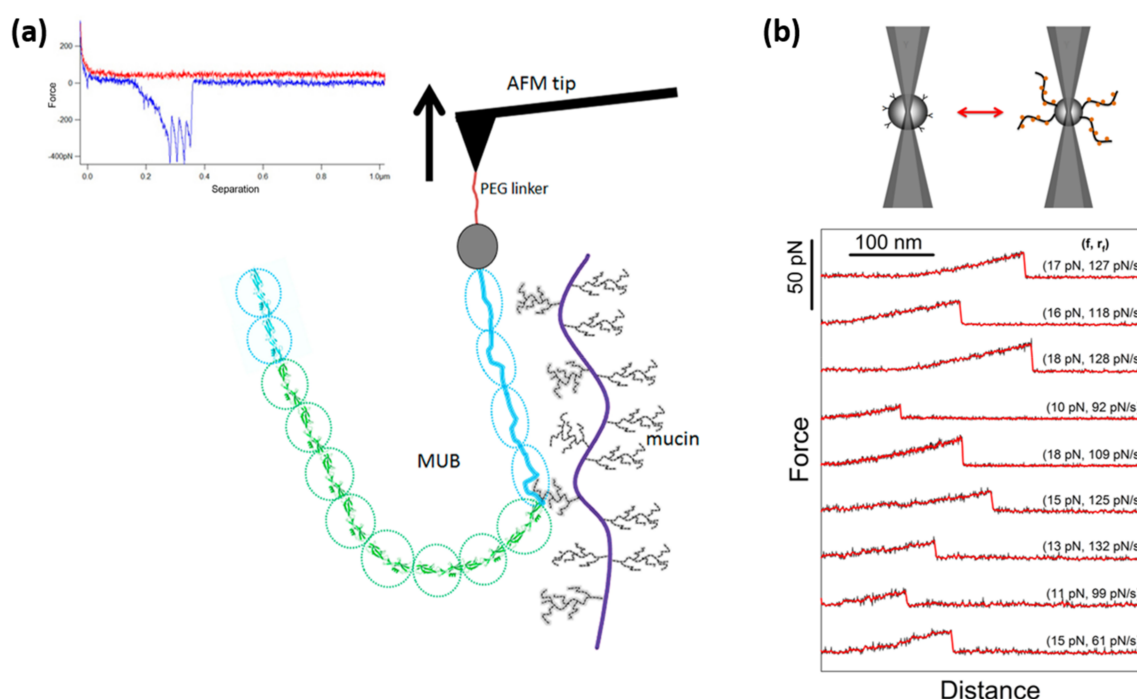 (a)
200
0
-200
-400pN
Force
0.0
0.2
0.4
0.6
0.8
1.0µm
Separation
AFM tip
PEG linker
MUB
mucin
(b)
100 nm
50 pN
(f, rf)
(17 pN, 127 pN/s
(16 pN, 118 pN/s
(18 pN, 128 pN/s
(10 pN, 92 pN/s
(18 pN, 109 pN/s
(15 pN, 125 pN/s
(13 pN, 132 pN/s
(11 pN, 99 pN/s
(15 pN, 61 pN/s
Force
Distance